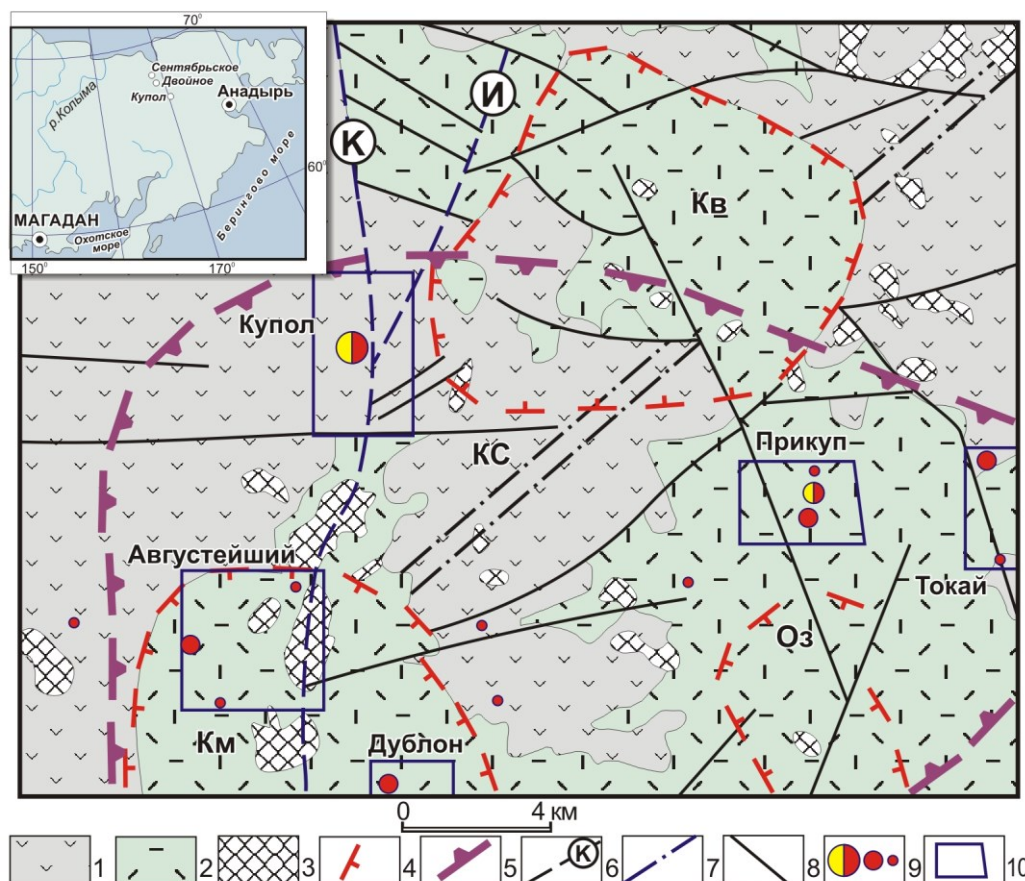 70°
Сентябрьское
Двойное
Купол
Анадырь
р.Колыма
60°
Берингово море
МАГАДАН
Охотское
море
150°
170°
К
И
Кв
Купол
КС
Прикуп
Августейший
Токай
Оз
Км
Дублон
0 4 км
1 2 3 4 5 К 6 7 8 9 10